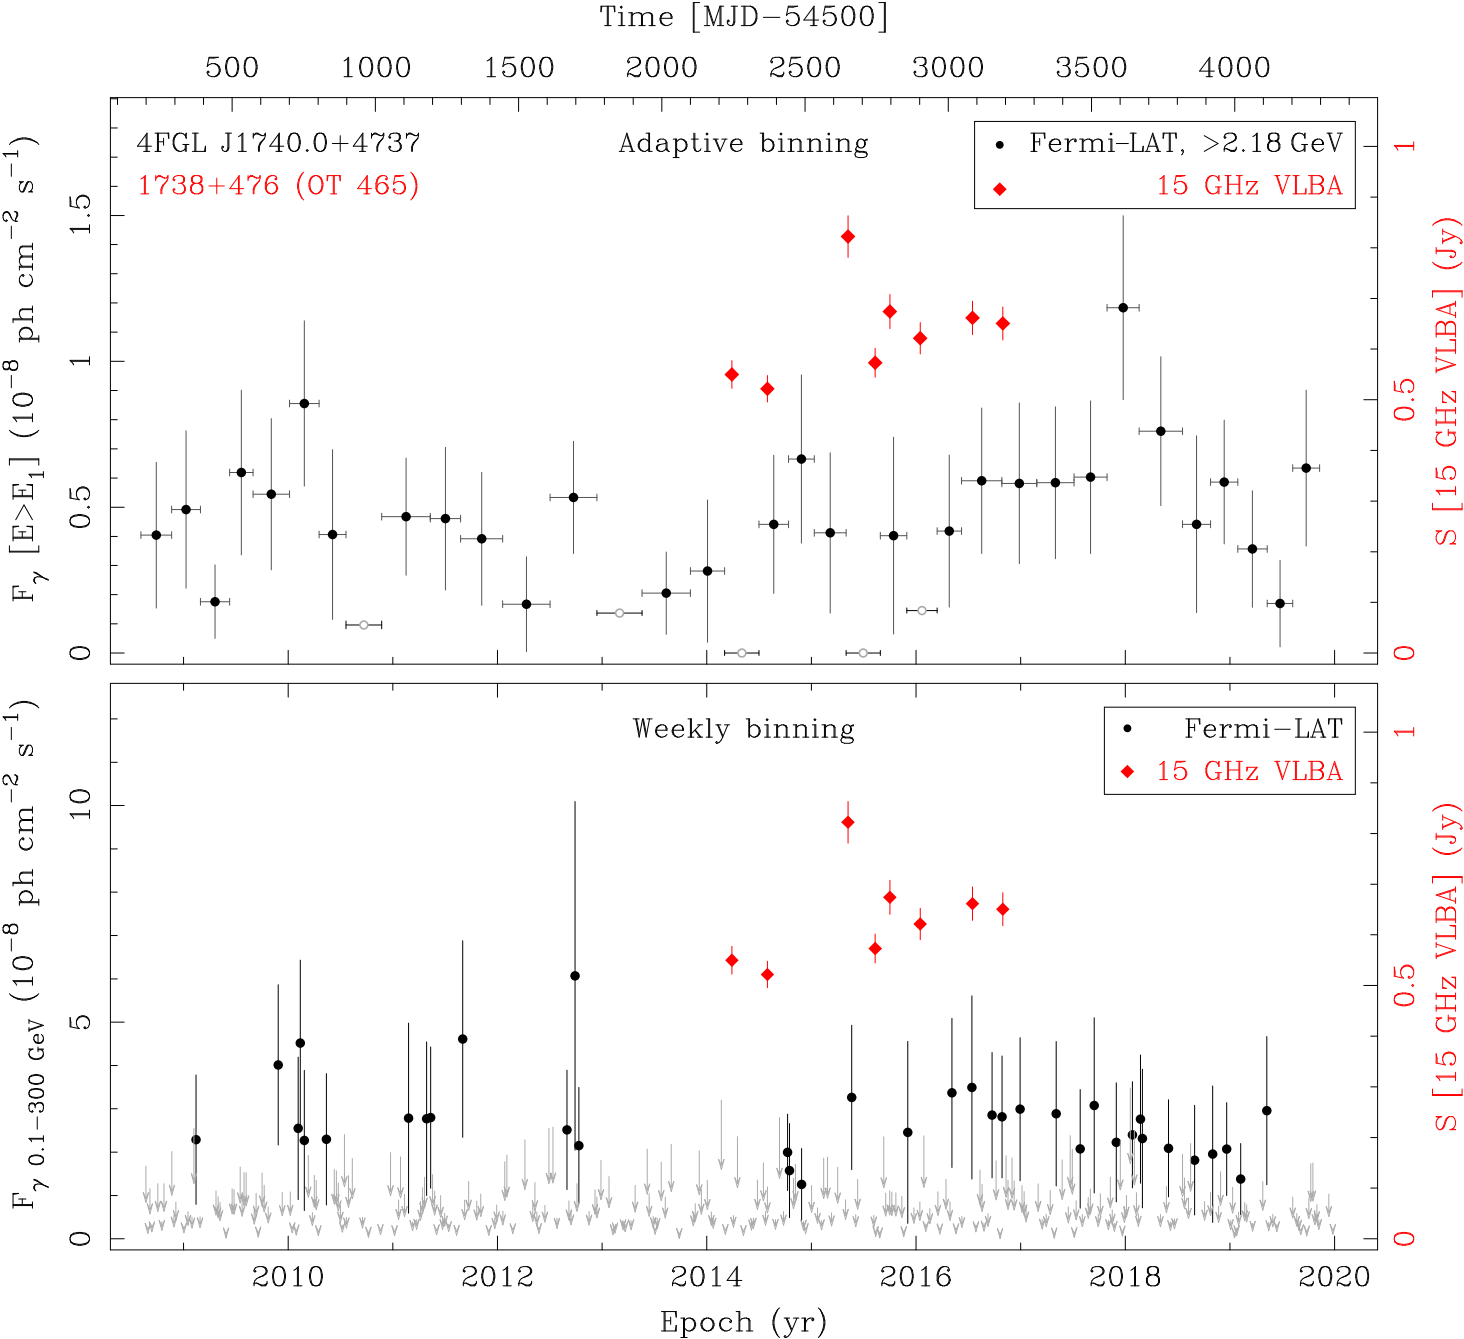 Time [MJD−54500]
500 1000 1500 2000 2500 3000 3500 4000
4FGL J1740.0+4737
1738+476 (OT 465)
Adaptive binning
Fermi−LAT, >2.18 GeV
15 GHz VLBA
F γ [E>E1] (10−8 ph cm−2 s−1)
0 0.5 1 1.5
S [15 GHz VLBA] (Jy)
0 0.5 1
Weekly binning
Fermi−LAT
15 GHz VLBA
F γ 0.1−300 GeV (10−8 ph cm−2 s−1)
0 5 10
S [15 GHz VLBA] (Jy)
0 0.5 1
2010 2012 2014 2016 2018 2020
Epoch (yr)